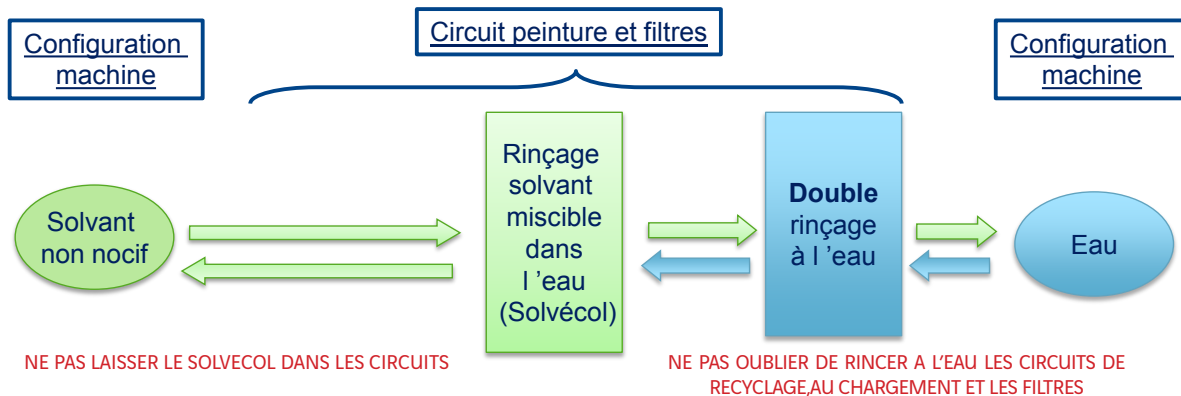 Configuration
machine
Circuit peinture et filtres
Configuration
machine
Solvant
non nocif
Rinçage
solvant
miscible
dans
l 'eau
(Solvécol)
Double
rinçage
à l 'eau
Eau
NE PAS LAISSER LE SOLVECOL DANS LES CIRCUITS
NE PAS OUBLIER DE RINCER A L'EAU LES CIRCUITS DE
RECYCLAGE,AU CHARGEMENT ET LES FILTRES